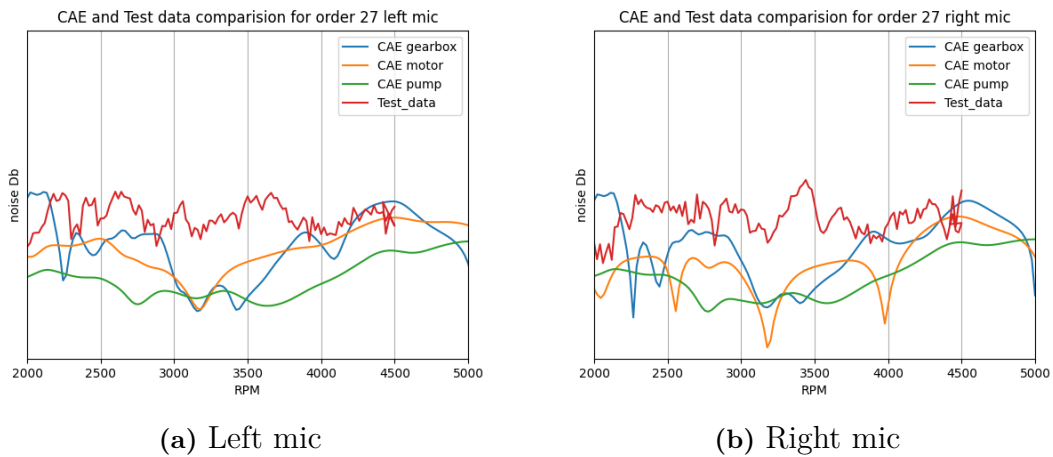 CAE and Test data comparision for order 27 left mic
CAE gearbox
CAE motor
CAE pump
Test_data
noise Db
2000 2500 3000 3500 4000 4500 5000
RPM
(a) Left mic
CAE and Test data comparision for order 27 right mic
CAE gearbox
CAE motor
CAE pump
Test_data
noise Db
2000 2500 3000 3500 4000 4500 5000
RPM
(b) Right mic